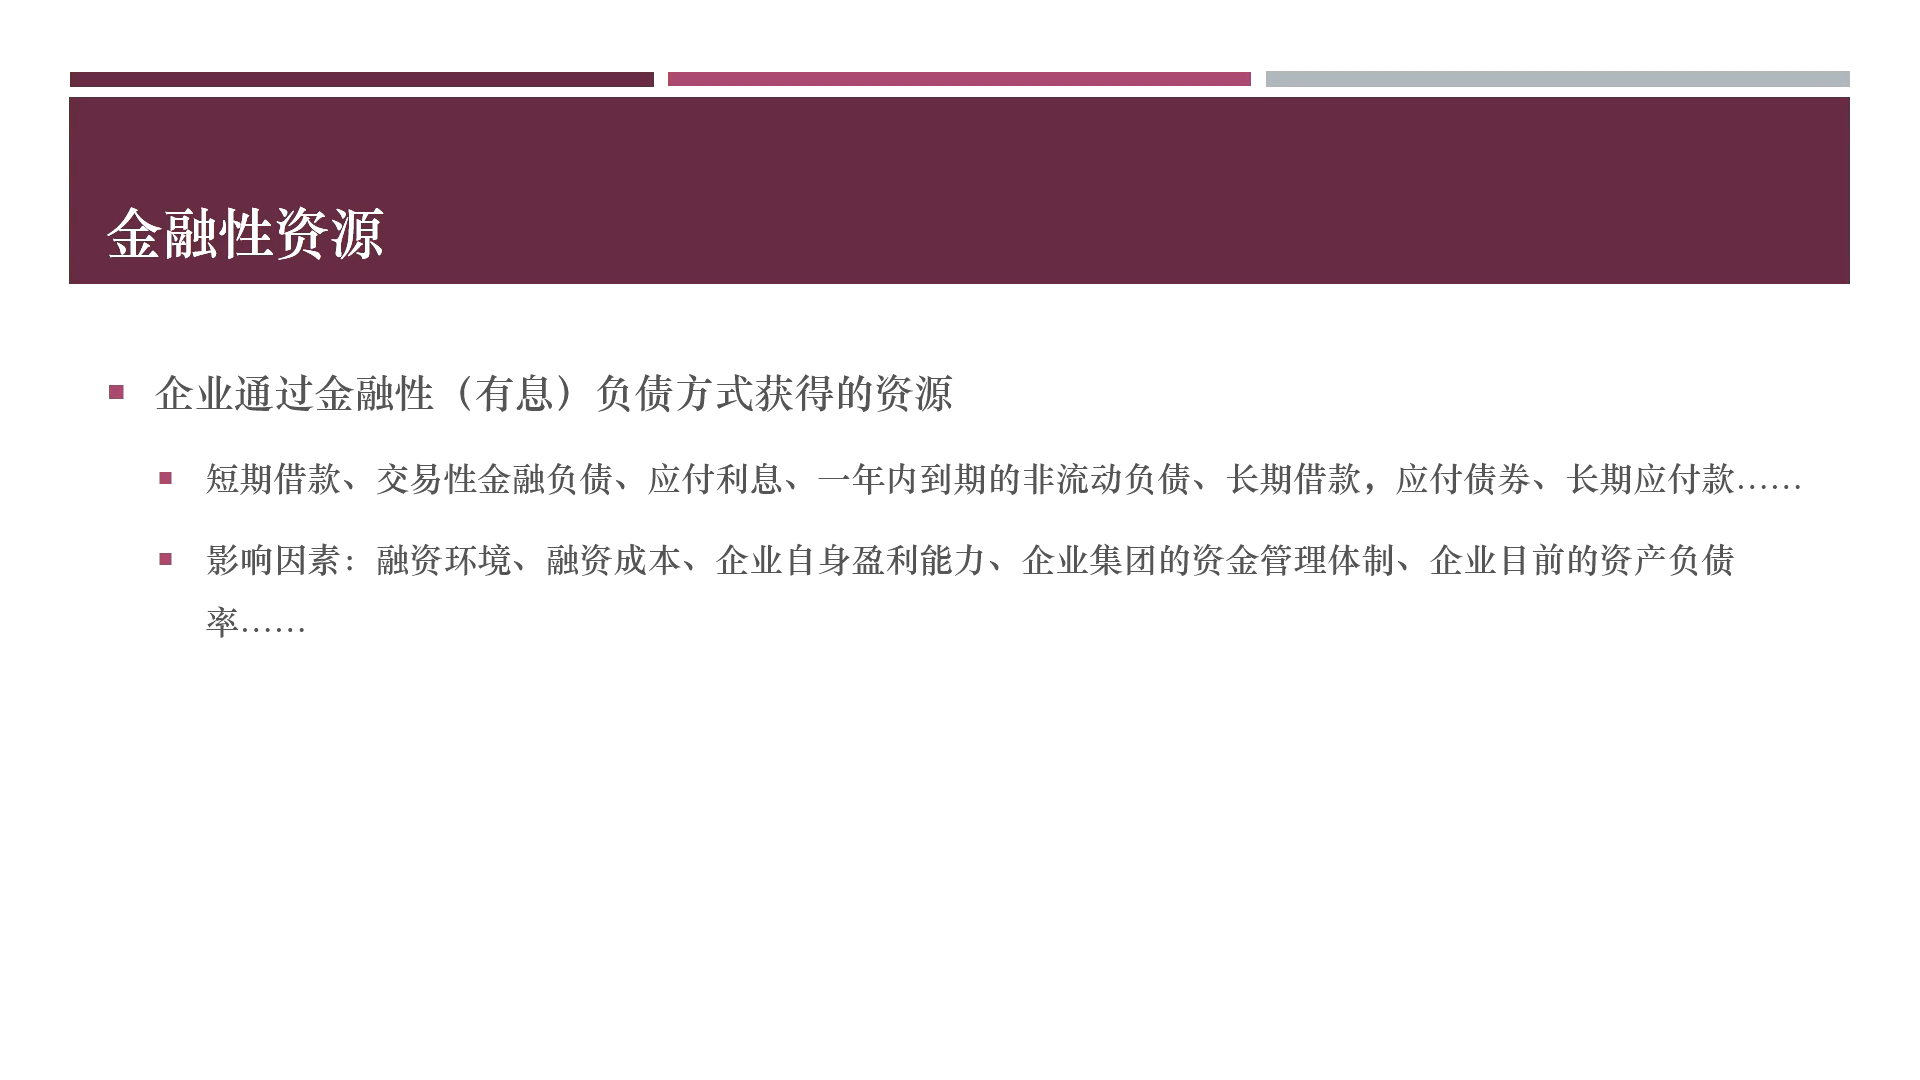 金融性资源
企业通过金融性（有息）负债方式获得的资源
短期借款、交易性金融负债、应付利息、一年内到期的非流动负债、长期借款，应付债券、长期应付款……
影响因素：融资环境、融资成本、企业自身盈利能力、企业集团的资金管理体制、企业目前的资产负债
率……